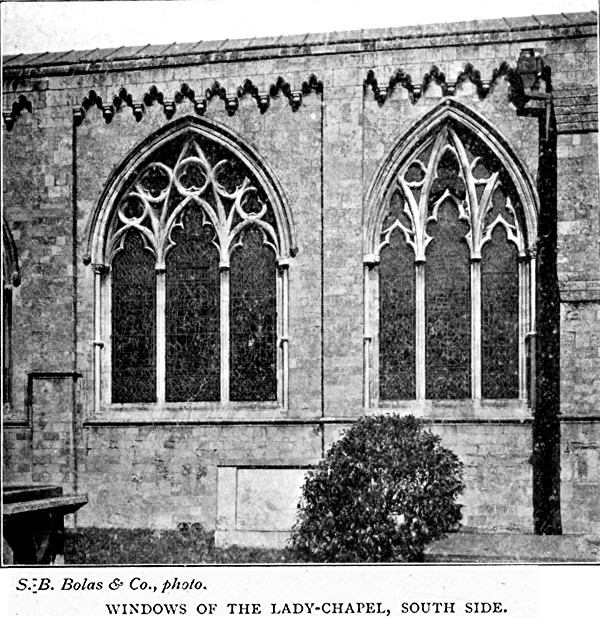 S. B. Bolas & Co., photo.
WINDOWS OF THE LADY-CHAPEL, SOUTH SIDE.